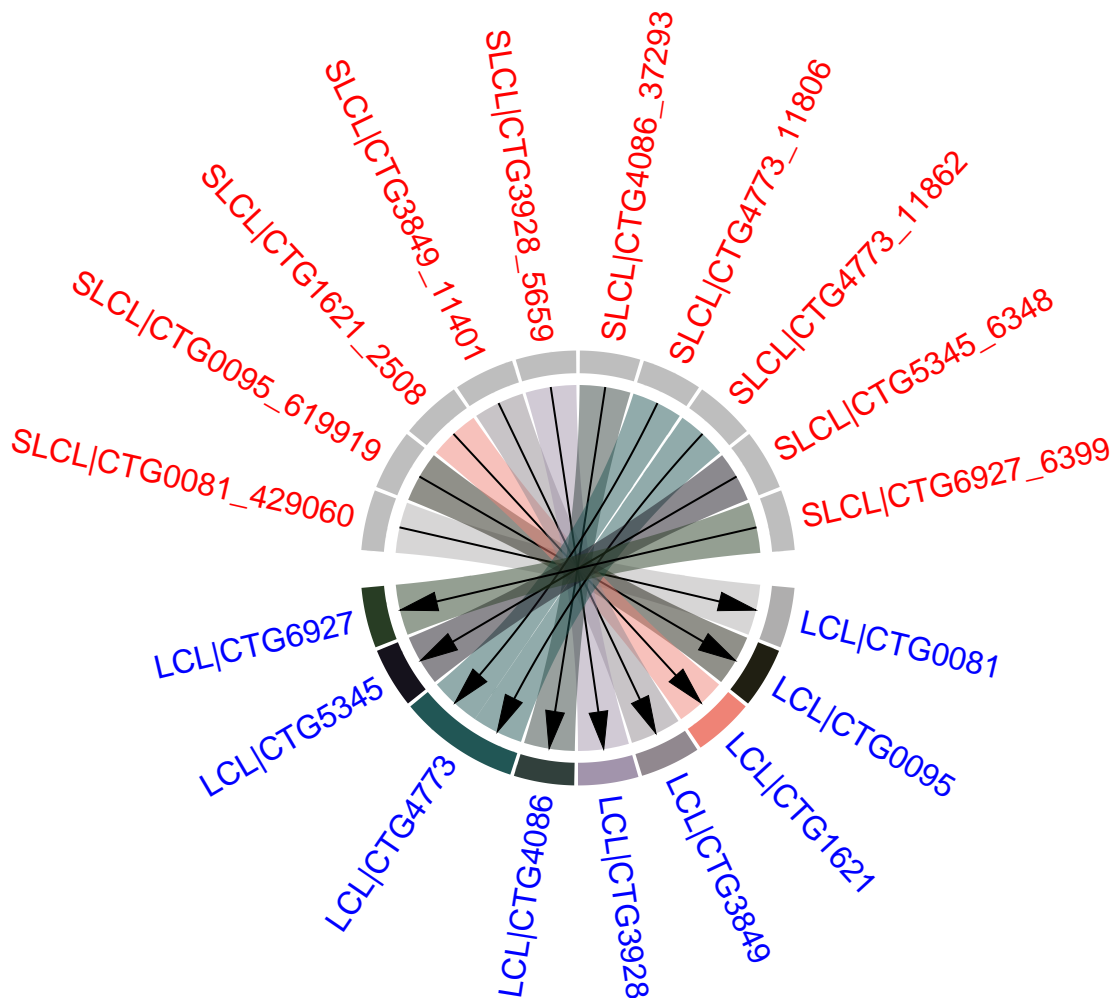 SLCL|CTG0081_429060
SLCL|CTG0095_619919
SLCL|CTG1621_2508
SLCL|CTG3849_11401
SLCL|CTG3928_5659
SLCL|CTG4086_37293
SLCL|CTG4773_11806
SLCL|CTG4773_11862
SLCL|CTG5345_6348
SLCL|CTG6927_6399
LCL|CTG0081
LCL|CTG0095
LCL|CTG1621
LCL|CTG3849
LCL|CTG3928
LCL|CTG4086
LCL|CTG4773
LCL|CTG5345
LCL|CTG6927